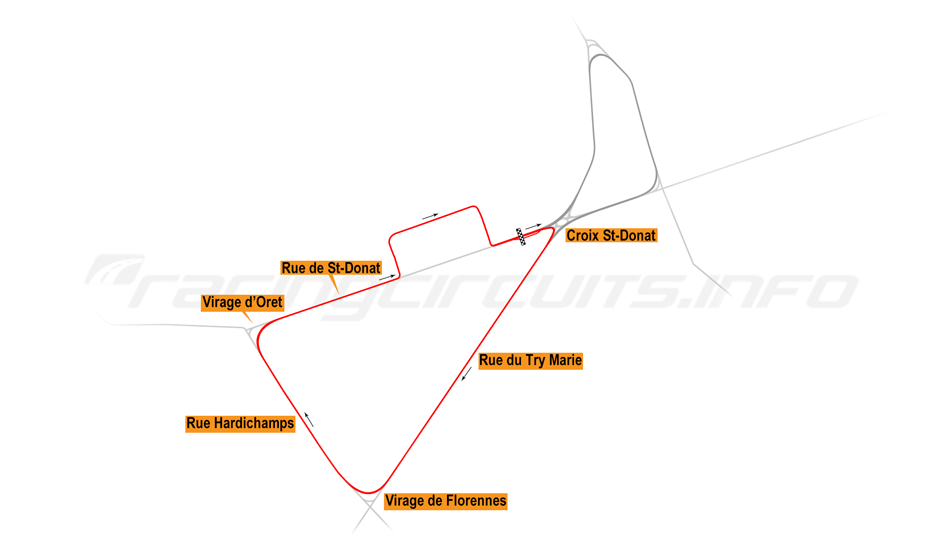 Croix St-Donat
Rue de St-Donat
racingcircuits.info
Virage d'Oret
Rue du Try Marie
Rue Hardichamps
Virage de Florennes